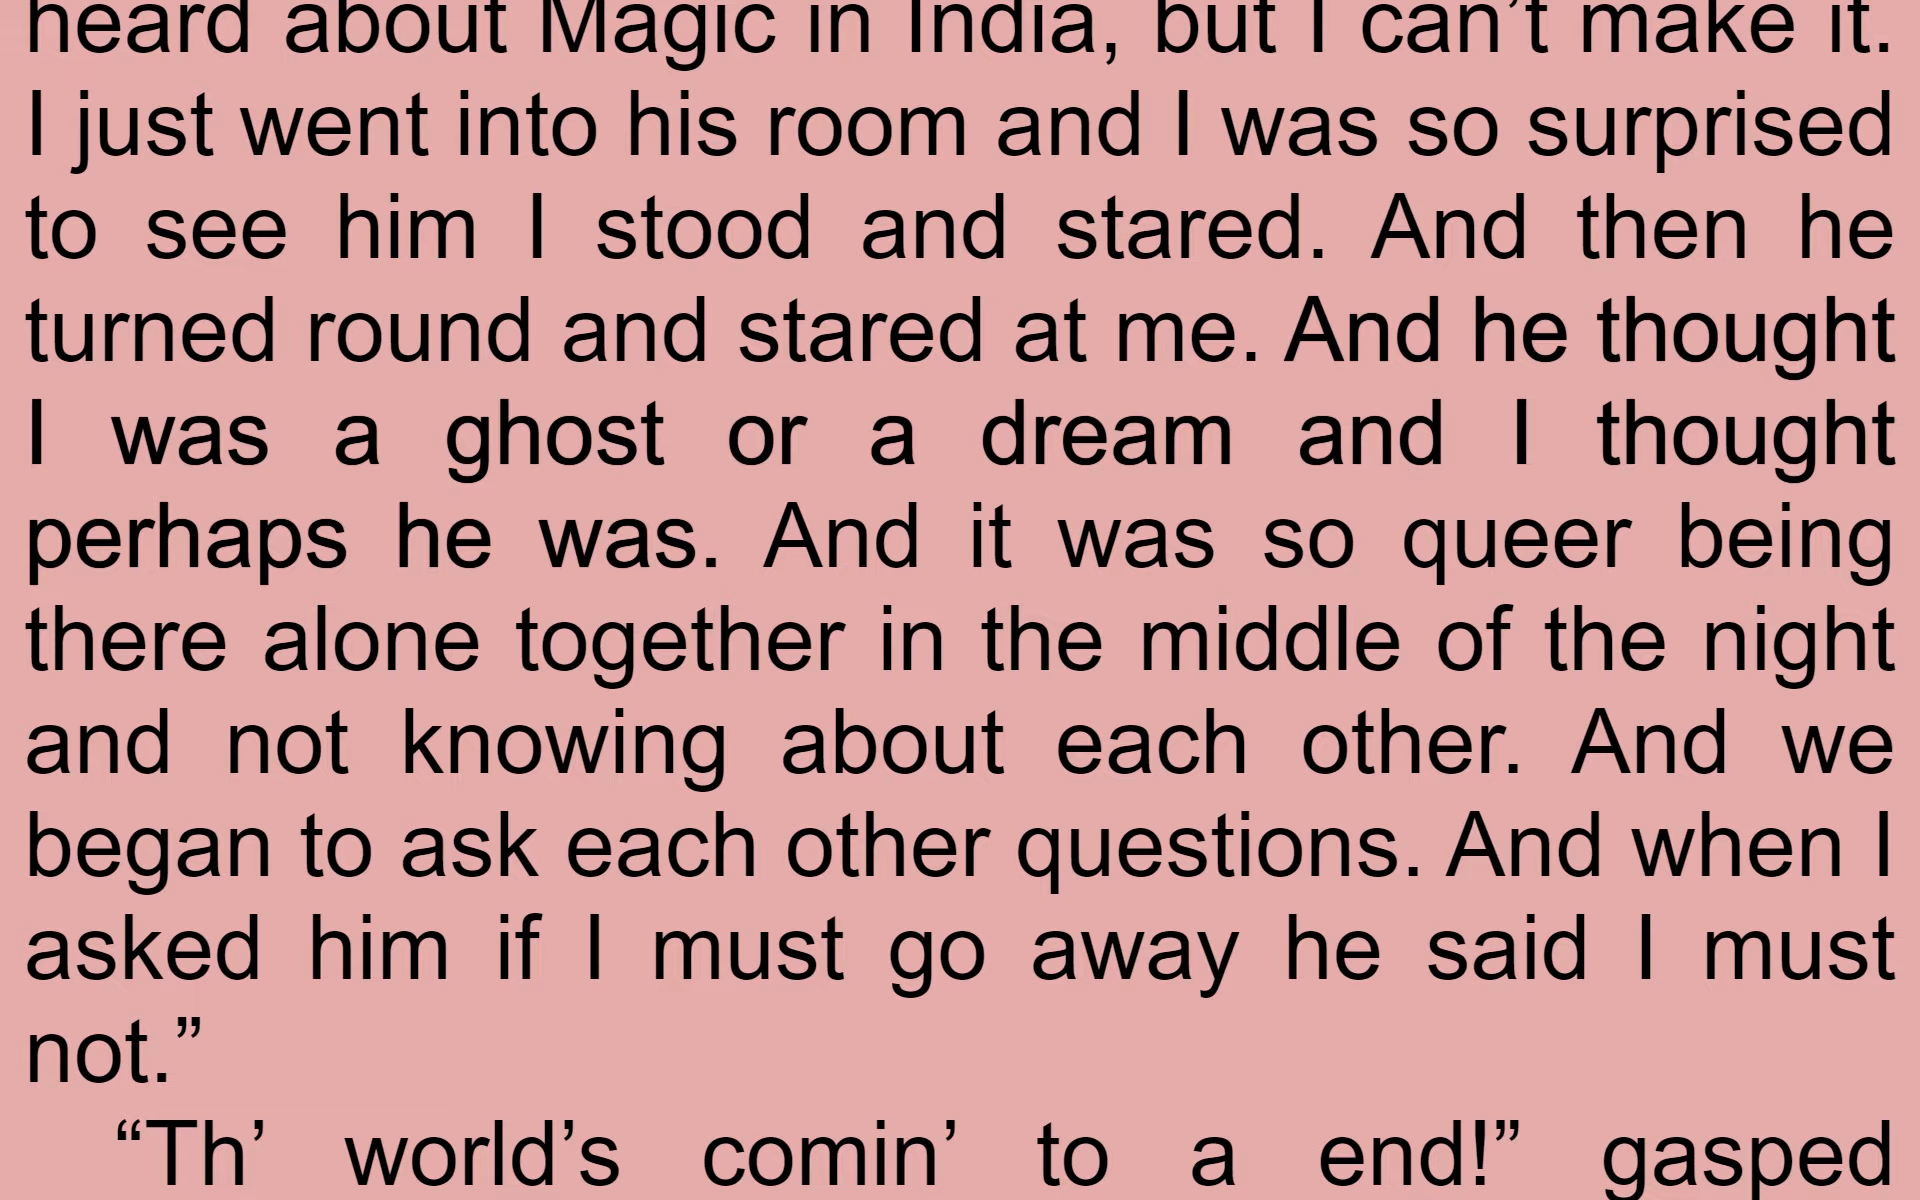 heard about Magic in India, but I can’t make it.
I just went into his room and I was so surprised
to see him I stood and stared. And then he
turned round and stared at me. And he thought
I was a ghost or a dream and I thought
perhaps he was. And it was so queer being
there alone together in the middle of the night
and not knowing about each other. And we
began to ask each other questions. And when I
asked him if I must go away he said I must
not.”
“Th’ world’s comin’ to a end!” gasped